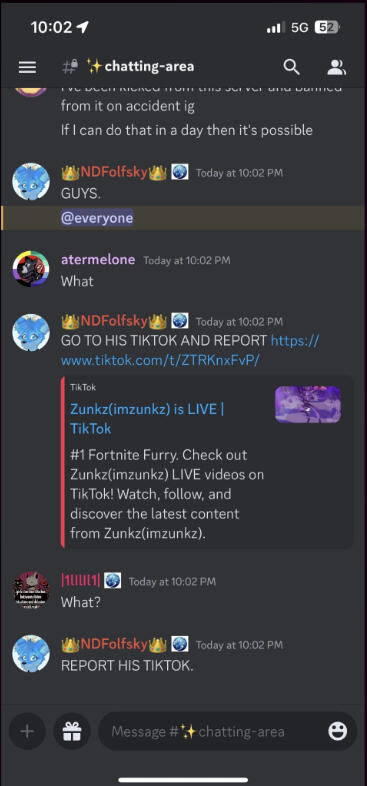 10:02
5G 52
# ✨chatting-area
I've been kicked from this server and banned
from it on accident ig
If I can do that in a day then it's possible
👑NDFolfsky👑 Today at 10:02 PM
GUYS.
@everyone
atermelone Today at 10:02 PM
What
👑NDFolfsky👑 Today at 10:02 PM
GO TO HIS TIKTOK AND REPORT https://
www.tiktok.com/t/ZTRKnxFvP/
TikTok
Zunkz(imzunkz) is LIVE |
TikTok
#1 Fortnite Furry. Check out
Zunkz(imzunkz) LIVE videos on
TikTok! Watch, follow, and
discover the latest content
from Zunkz(imzunkz).
Today at 10:02 PM
What?
👑NDFolfsky👑 Today at 10:02 PM
REPORT HIS TIKTOK.
Message #✨chatting-area